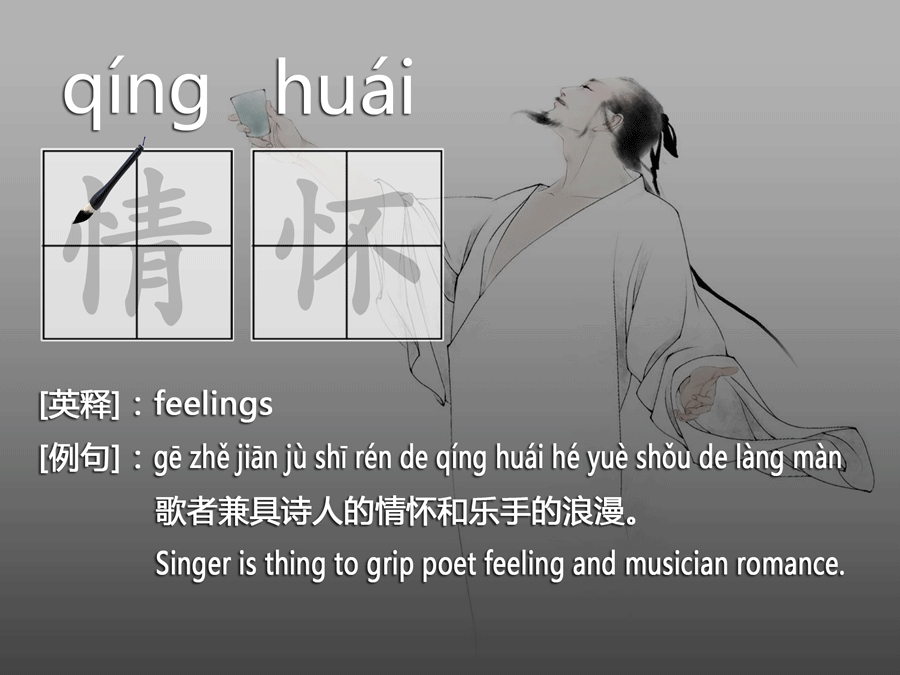 qíng huái
情怀
[英释]：feelings
[例句]：gē zhě jiān jù shī rén de qíng huái hé yuè shǒu de làng màn
歌者兼具诗人的情怀和乐手的浪漫。
Singer is thing to grip poet feeling and musician romance.